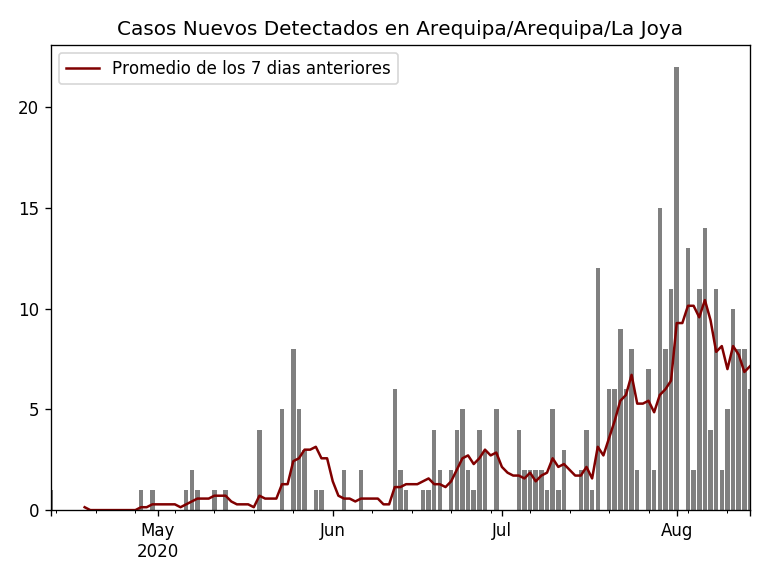 Casos Nuevos Detectados en Arequipa/Arequipa/La Joya
Promedio de los 7 dias anteriores
20
15
10
5
0
May
Jun
Jul
Aug
2020